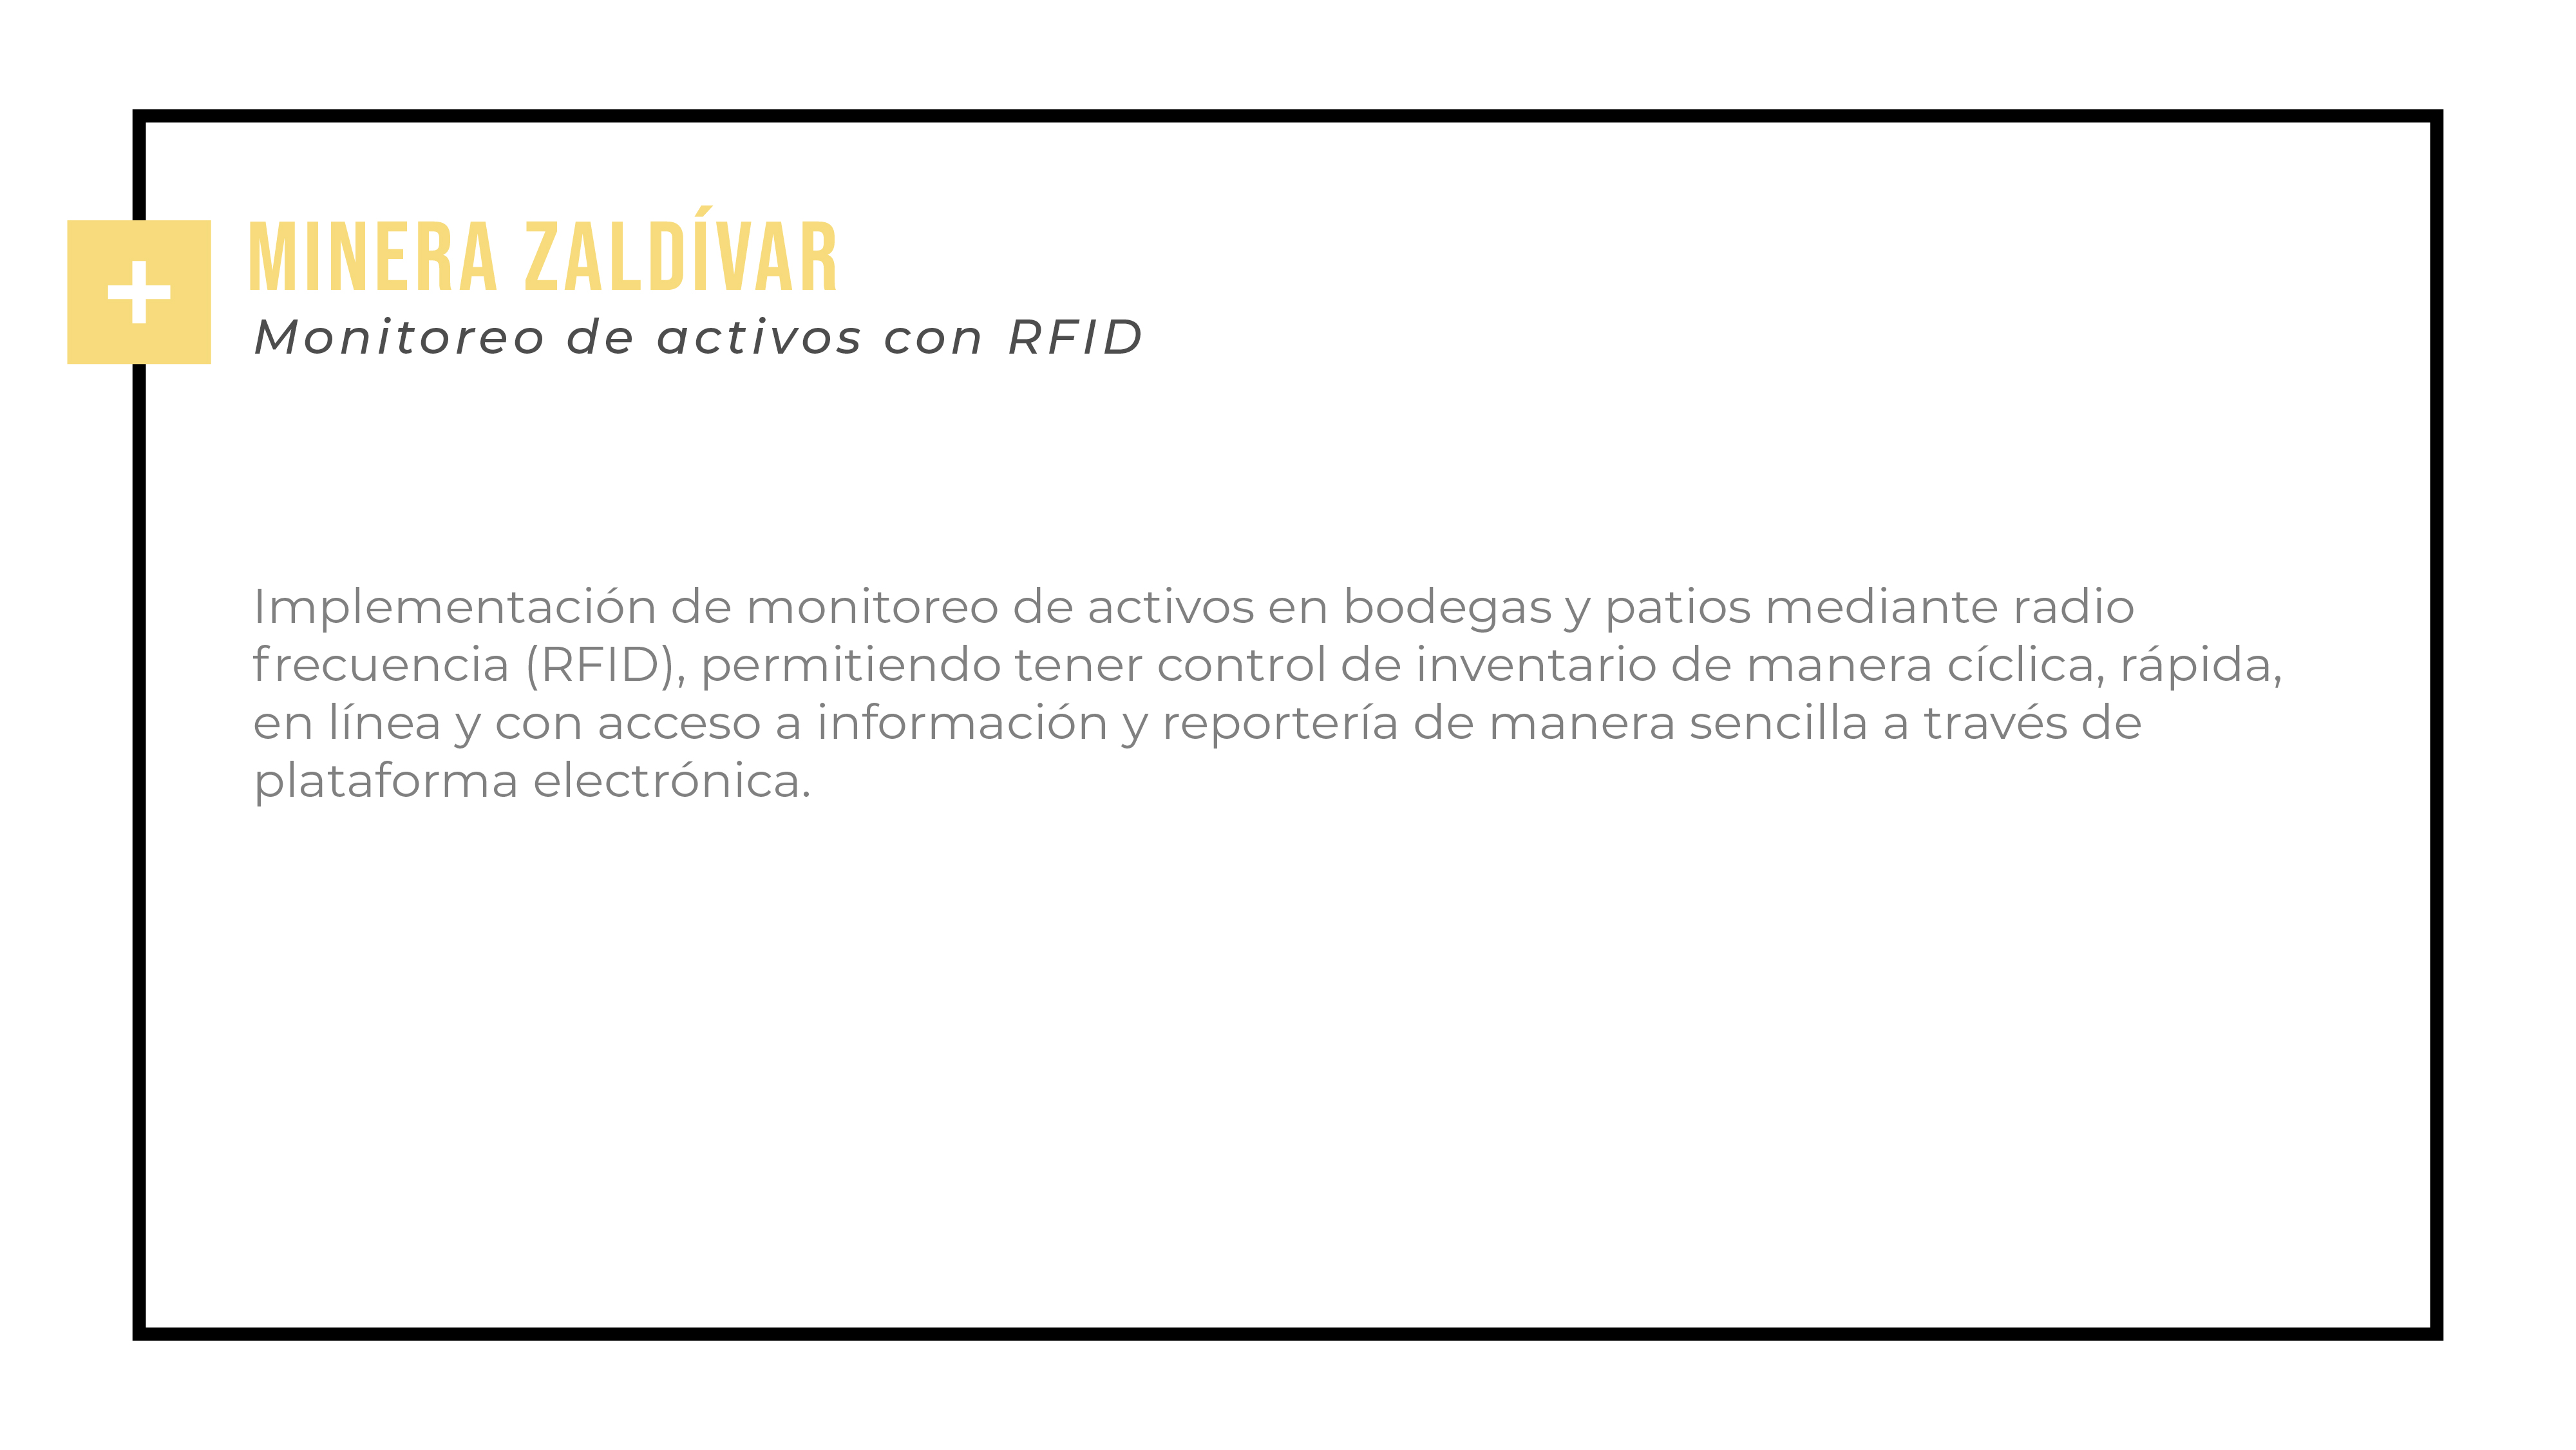 +
MINERA ZALDÍVAR
Monitoreo de activos con RFID
Implementación de monitoreo de activos en bodegas y patios mediante radio
frecuencia (RFID), permitiendo tener control de inventario de manera cíclica, rápida,
en línea y con acceso a información y reportería de manera sencilla a través de
plataforma electrónica.